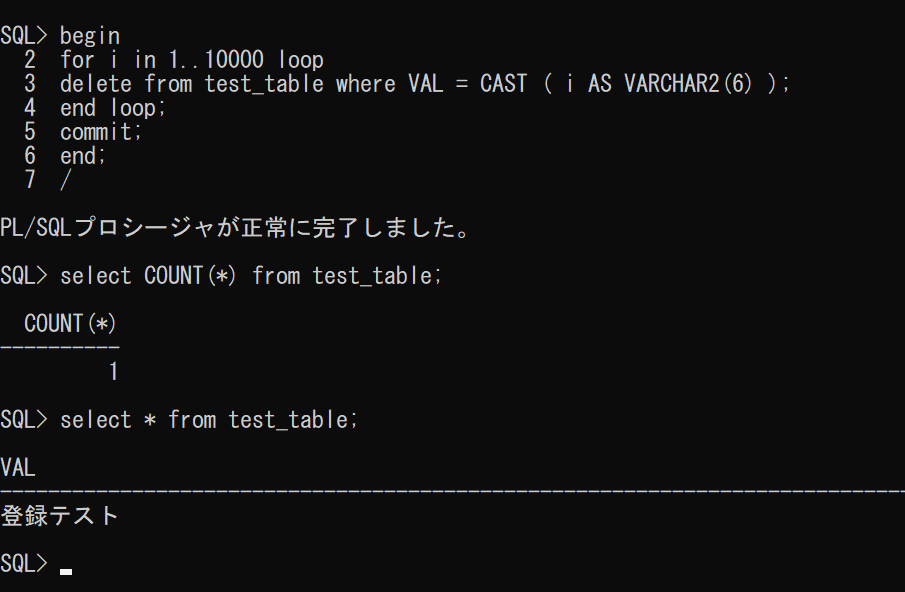 SQL> begin
  2  for i in 1..10000 loop
  3  delete from test_table where VAL = CAST ( i AS VARCHAR2(6) );
  4  end loop;
  5  commit;
  6  end;
  7  /
PL/SQLプロシージャが正常に完了しました。
SQL> select COUNT(*) from test_table;
  COUNT(*)
----------
         1
SQL> select * from test_table;
VAL
--------------------------------------------------------------------------------
登録テスト
SQL>